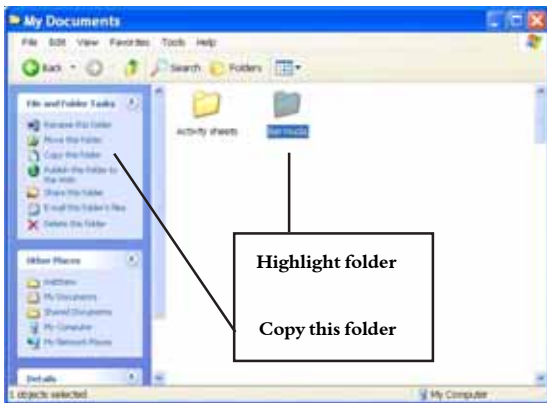 My Documents
File Edit View Favorites Tools Help
Back Search Folders
File and Folder Tasks
Rename this folder
Move this folder
Copy this folder
Publish this folder to
the Web
Share this folder
E-mail this folder's files
Delete this folder
Activity sheets
Highlight folder
Copy this folder
Other Places
My Documents
Shared Documents
My Computer
My Network Places
Details
objects selected
My Computer